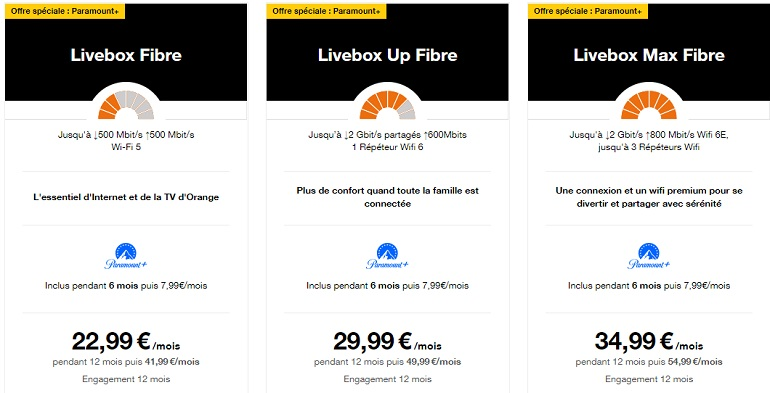 Offre spéciale : Paramount+
Livebox Fibre
Jusqu'à ↓500 Mbit/s ↑500 Mbit/s
Wi-Fi 5
L'essentiel d'Internet et de la TV d'Orange
Paramount+
Inclus pendant 6 mois puis 7,99€/mois
22,99 € /mois
pendant 12 mois puis 41,99 €/mois
Engagement 12 mois
Offre spéciale : Paramount+
Livebox Up Fibre
Jusqu'à ↓2 Gbit/s partagés ↑600Mbits
1 Répéteur Wifi 6
Plus de confort quand toute la famille est
connectée
Paramount+
Inclus pendant 6 mois puis 7,99€/mois
29,99 € /mois
pendant 12 mois puis 49,99 €/mois
Engagement 12 mois
Offre spéciale : Paramount+
Livebox Max Fibre
Jusqu'à ↓2 Gbit/s ↑800 Mbit/s Wifi 6E,
jusqu'à 3 Répéteurs Wifi
Une connexion et un wifi premium pour se
divertir et partager avec sérénité
Paramount+
Inclus pendant 6 mois puis 7,99€/mois
34,99 € /mois
pendant 12 mois puis 54,99 €/mois
Engagement 12 mois